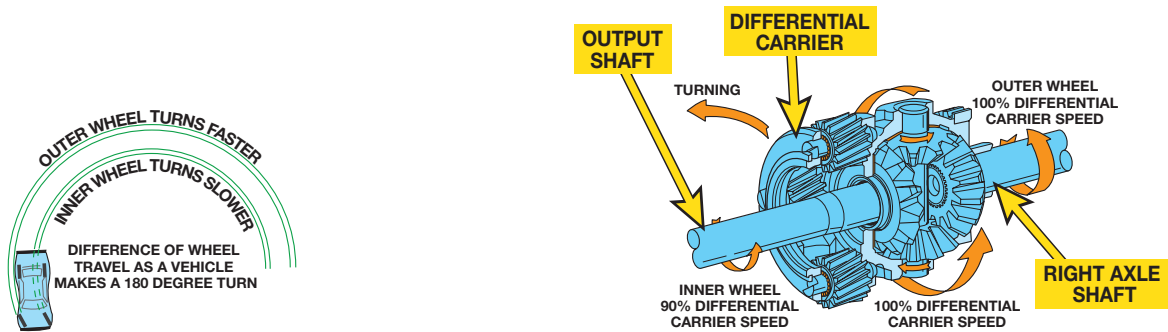 OUTER WHEEL TURNS FASTER
INNER WHEEL TURNS SLOWER
DIFFERENCE OF WHEEL
TRAVEL AS A VEHICLE
MAKES A 180 DEGREE TURN
OUTPUT
SHAFT
DIFFERENTIAL
CARRIER
TURNING
OUTER WHEEL
100% DIFFERENTIAL
CARRIER SPEED
INNER WHEEL
90% DIFFERENTIAL
CARRIER SPEED
100% DIFFERENTIAL
CARRIER SPEED
RIGHT AXLE
SHAFT